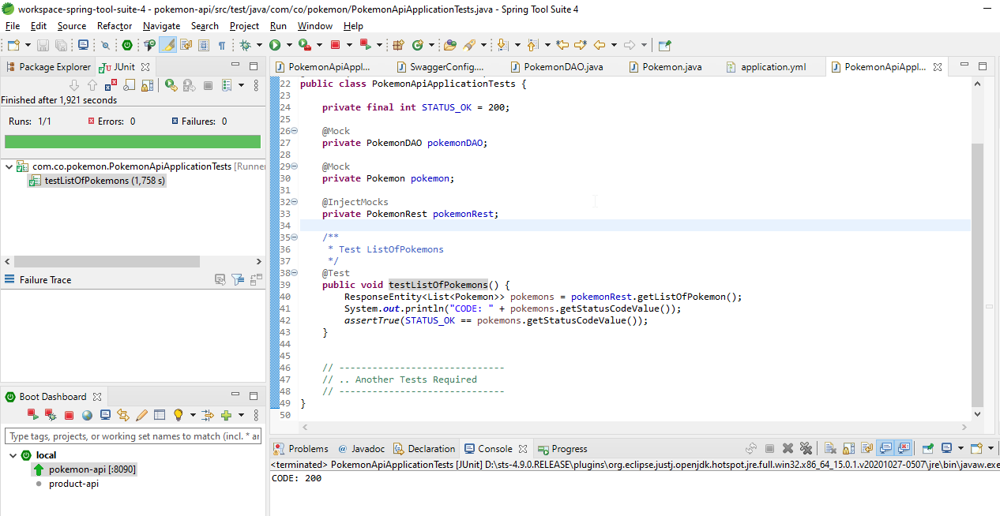 workspace-spring-tool-suite-4 - pokemon-api/src/test/java/com/co/pokemon/PokemonApiApplicationTests.java - Spring Tool Suite 4
File Edit Source Refactor Navigate Search Project Run Window Help
Package Explorer JUnit
Finished after 1,921 seconds
Runs: 1/1 Errors: 0 Failures: 0
com.co.pokemon.PokemonApiApplicationTests [Runner
testListOfPokemons (1,758 s)
Failure Trace
Boot Dashboard
Type tags, projects, or working set names to match (incl. * ar
local
pokemon-api [:8090]
product-api
PokemonApiAppl... SwaggerConfig.... PokemonDAO.java Pokemon.java application.yml PokemonApiAppl...
22 public class PokemonApiApplicationTests {
23
24 private final int STATUS_OK = 200;
25
26 @Mock
27 private PokemonDAO pokemonDAO;
28
29 @Mock
30 private Pokemon pokemon;
31
32 @InjectMocks
33 private PokemonRest pokemonRest;
34
35 /**
36 * Test ListOfPokemons
37 */
38 @Test
39 public void testListOfPokemons() {
40 ResponseEntity<List<Pokemon>> pokemons = pokemonRest.getListOfPokemon();
41 System.out.println("CODE: " + pokemons.getStatusCodeValue());
42 assertTrue(STATUS_OK == pokemons.getStatusCodeValue());
43 }
44
45
46 // ------------------------------
47 // .. Another Tests Required
48 // ------------------------------
49 }
50
Problems @ Javadoc Declaration Console Progress
<terminated> PokemonApiApplicationTests [JUnit] D:\sts-4.9.0.RELEASE\plugins\org.eclipse.justj.openjdk.hotspot.jre.full.win32.x86_64_15.0.1.v20201027-0507\jre\bin\javaw.exe
CODE: 200